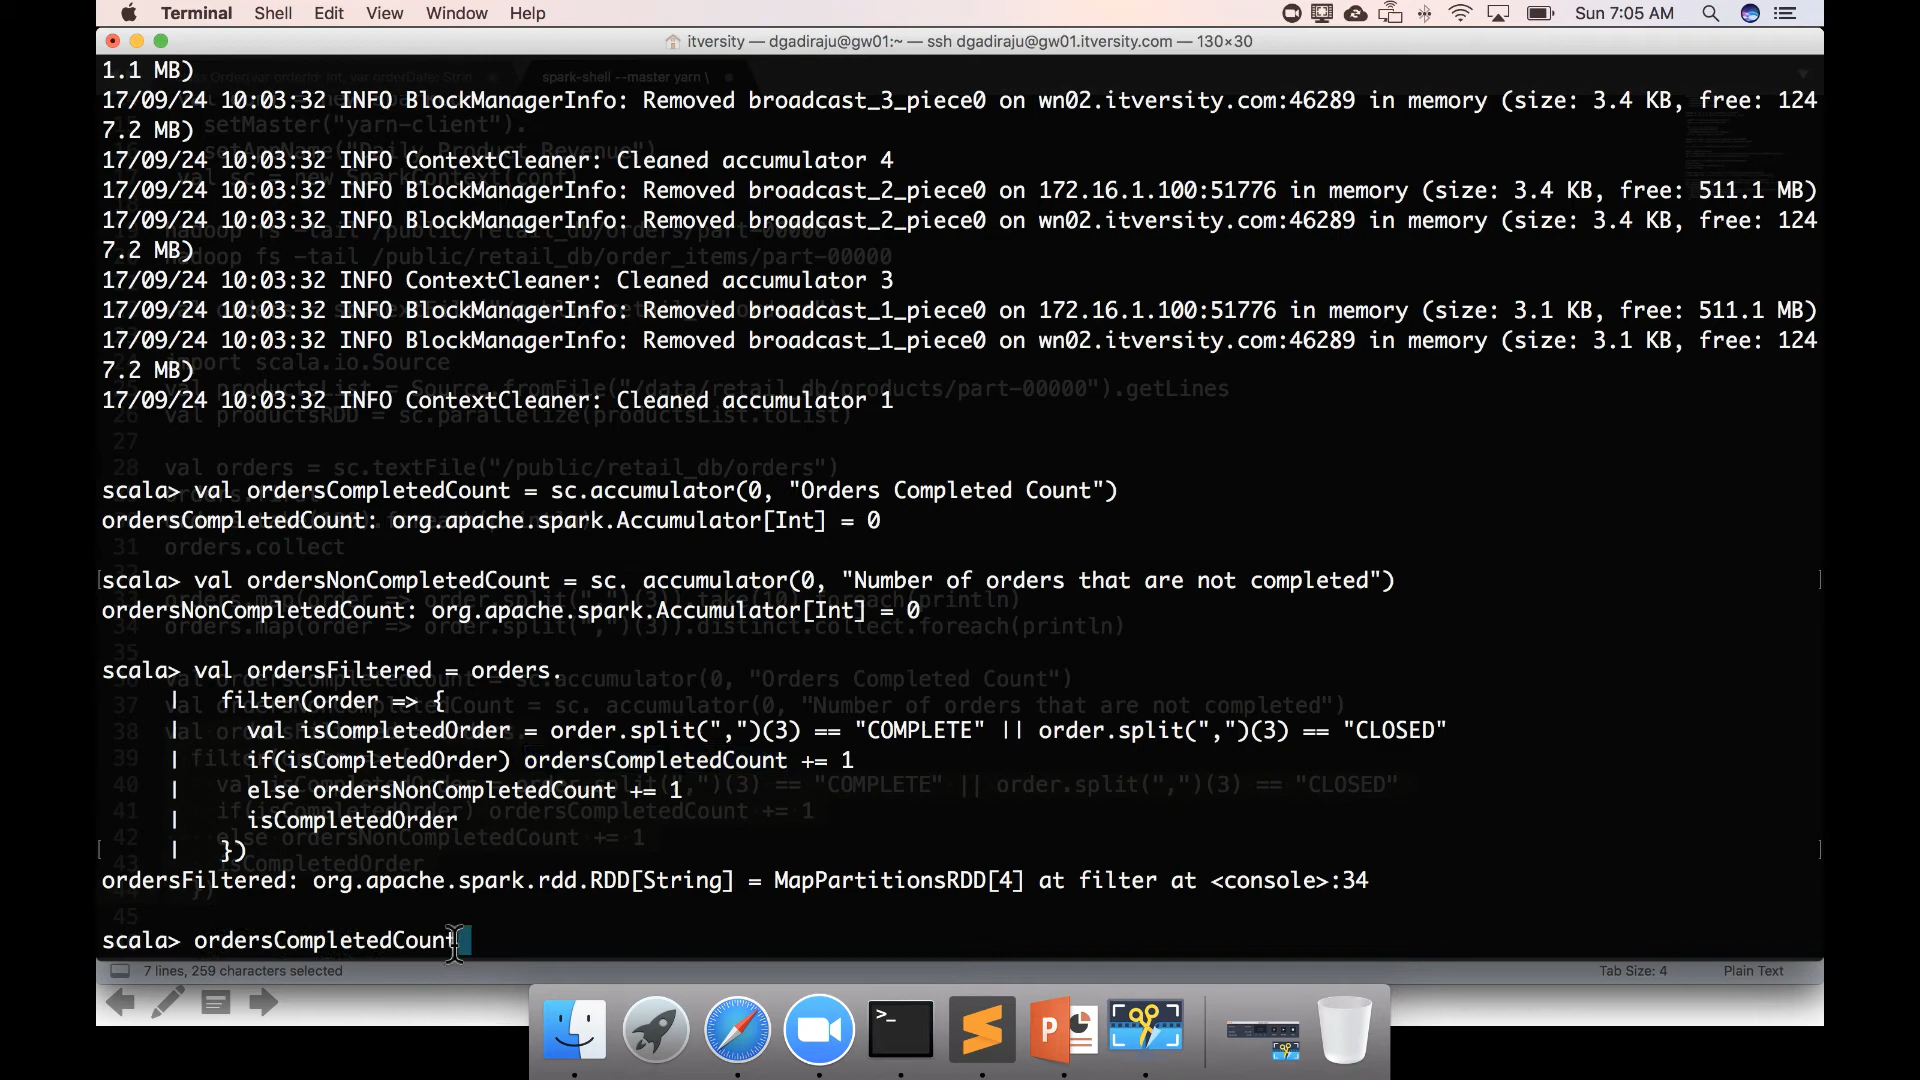 Terminal Shell Edit View Window Help Sun 7:05 AM
itversity — dgadiraju@gw01:~ — ssh dgadiraju@gw01.itversity.com — 130×30
spark-shell --master yarn \
1.1 MB)
17/09/24 10:03:32 INFO BlockManagerInfo: Removed broadcast_3_piece0 on wn02.itversity.com:46289 in memory (size: 3.4 KB, free: 124
7.2 MB)
17/09/24 10:03:32 INFO ContextCleaner: Cleaned accumulator 4
17/09/24 10:03:32 INFO BlockManagerInfo: Removed broadcast_2_piece0 on 172.16.1.100:51776 in memory (size: 3.4 KB, free: 511.1 MB)
17/09/24 10:03:32 INFO BlockManagerInfo: Removed broadcast_2_piece0 on wn02.itversity.com:46289 in memory (size: 3.4 KB, free: 124
7.2 MB)
17/09/24 10:03:32 INFO ContextCleaner: Cleaned accumulator 3
17/09/24 10:03:32 INFO BlockManagerInfo: Removed broadcast_1_piece0 on 172.16.1.100:51776 in memory (size: 3.1 KB, free: 511.1 MB)
17/09/24 10:03:32 INFO BlockManagerInfo: Removed broadcast_1_piece0 on wn02.itversity.com:46289 in memory (size: 3.1 KB, free: 124
7.2 MB)
17/09/24 10:03:32 INFO ContextCleaner: Cleaned accumulator 1
scala> val ordersCompletedCount = sc.accumulator(0, "Orders Completed Count")
ordersCompletedCount: org.apache.spark.Accumulator[Int] = 0
scala> val ordersNonCompletedCount = sc. accumulator(0, "Number of orders that are not completed")
ordersNonCompletedCount: org.apache.spark.Accumulator[Int] = 0
scala> val ordersFiltered = orders.
| filter(order => {
| val isCompletedOrder = order.split(",")(3) == "COMPLETE" || order.split(",")(3) == "CLOSED"
| if(isCompletedOrder) ordersCompletedCount += 1
| else ordersNonCompletedCount += 1
| isCompletedOrder
| })
ordersFiltered: org.apache.spark.rdd.RDD[String] = MapPartitionsRDD[4] at filter at <console>:34
scala> ordersCompletedCount
7 lines, 259 characters selected Tab Size: 4 Plain Text